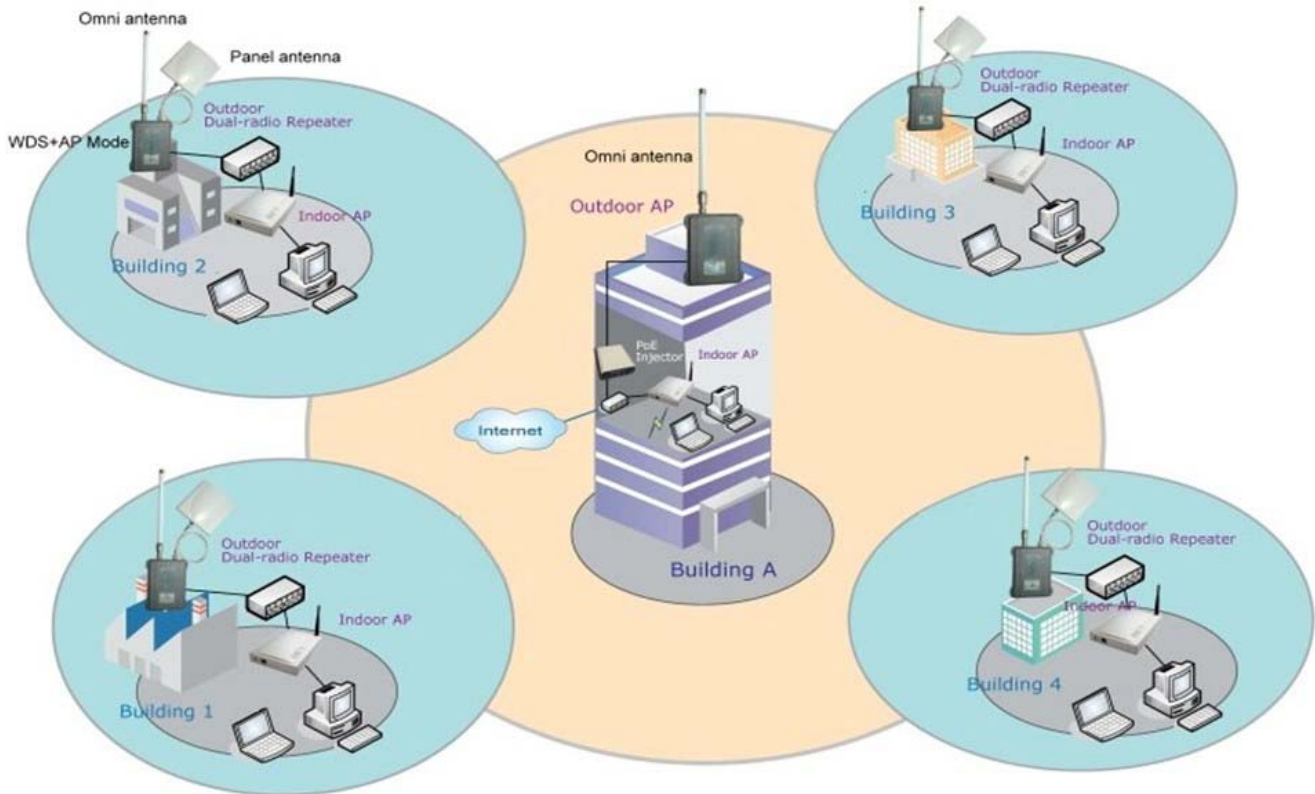 Omni antenna
Panel antenna
Outdoor
Dual-radio Repeater
WDS+AP Mode
Indoor AP
Building 2
Outdoor
Dual-radio Repeater
Indoor AP
Building 3
Omni antenna
Outdoor AP
PoE
Injector
Indoor AP
Internet
Building A
Outdoor
Dual-radio Repeater
Indoor AP
Building 1
Outdoor
Dual-radio Repeater
Indoor AP
Building 4